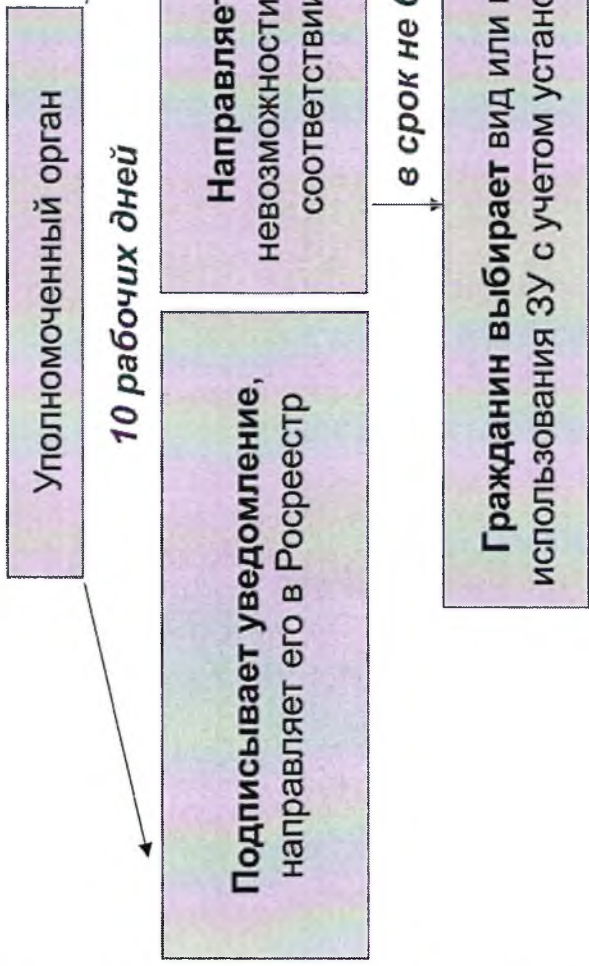 Уполномоченный орган
10 рабочих дней
Подписывает уведомление,
направляет его в Росреестр
Направляет
невозможности
соответствии
в срок не
Гражданин выбирает вид или
использования ЗУ с учетом устано